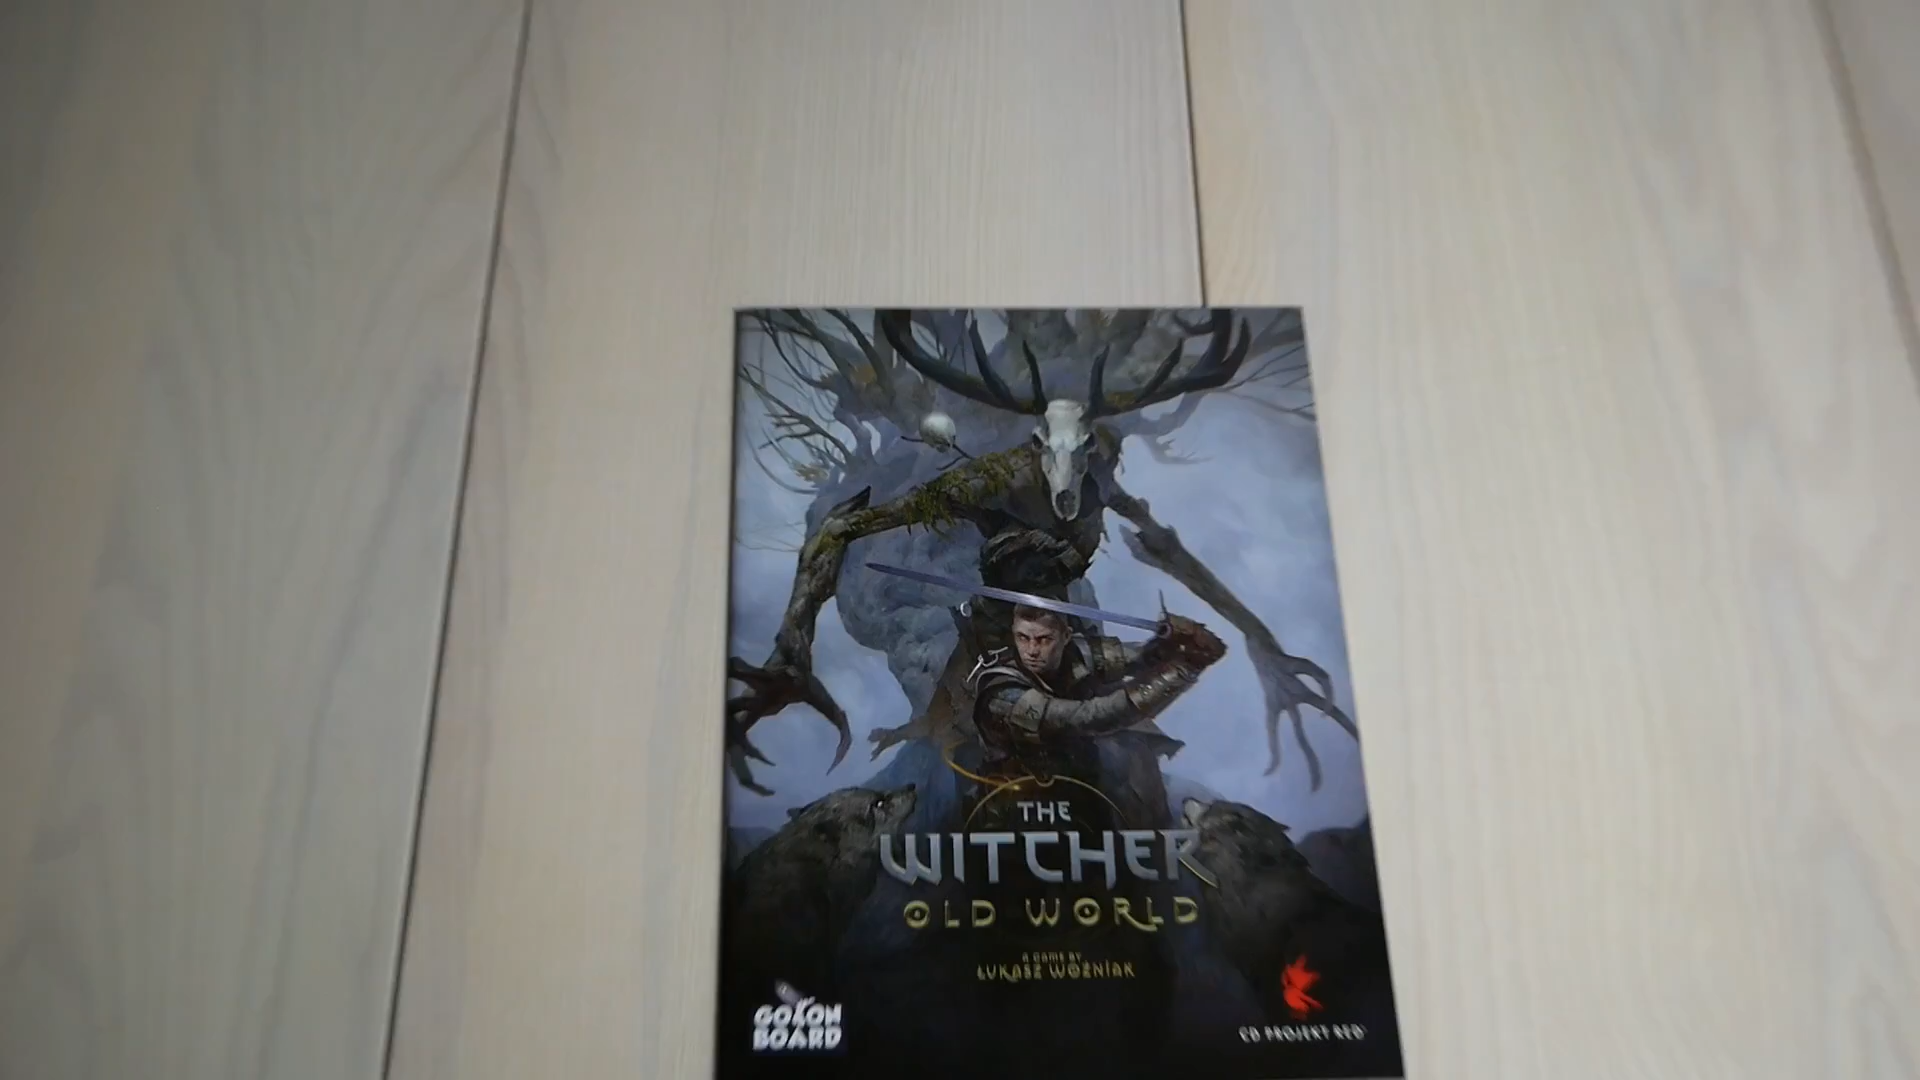 THE
WITCHER
OLD WORLD
A GAME BY
ŁUKASZ WOŹNIAK
GO ON
BOARD
CD PROJEKT RED